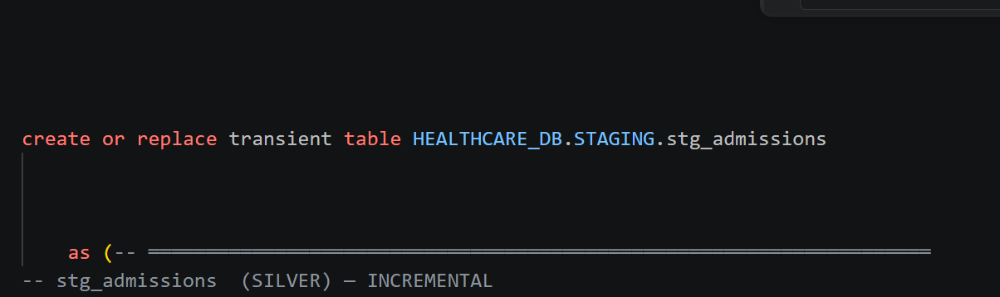 create or replace transient table HEALTHCARE_DB.STAGING.stg_admissions
as (-- ════════════════════════════════════════════════════════════════════
-- stg_admissions  (SILVER) — INCREMENTAL